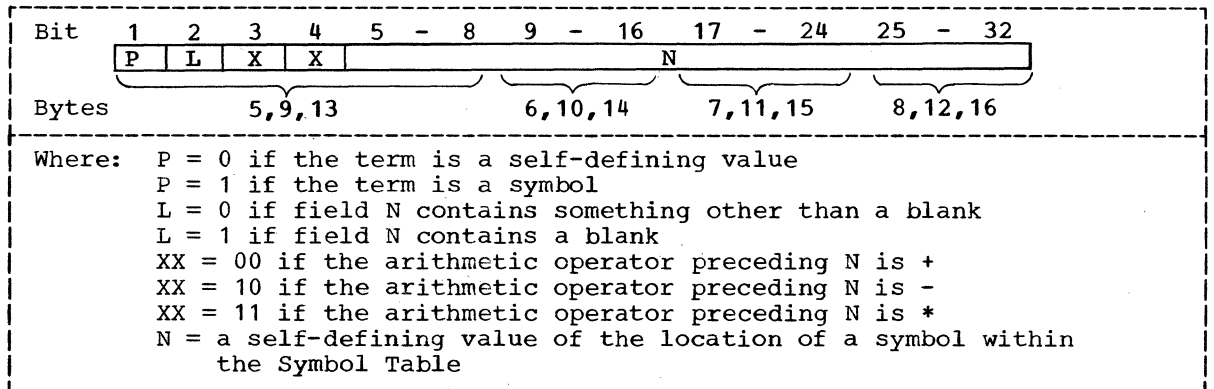 Bit 1 2 3 4 5 - 8 9 - 16 17 - 24 25 - 32
P L X X N
Bytes 5,9,13 6,10,14 7,11,15 8,12,16
Where: P = 0 if the term is a self-defining value
P = 1 if the term is a symbol
L = 0 if field N contains something other than a blank
L = 1 if field N contains a blank
XX = 00 if the arithmetic operator preceding N is +
XX = 10 if the arithmetic operator preceding N is -
XX = 11 if the arithmetic operator preceding N is *
N = a self-defining value of the location of a symbol within
the Symbol Table